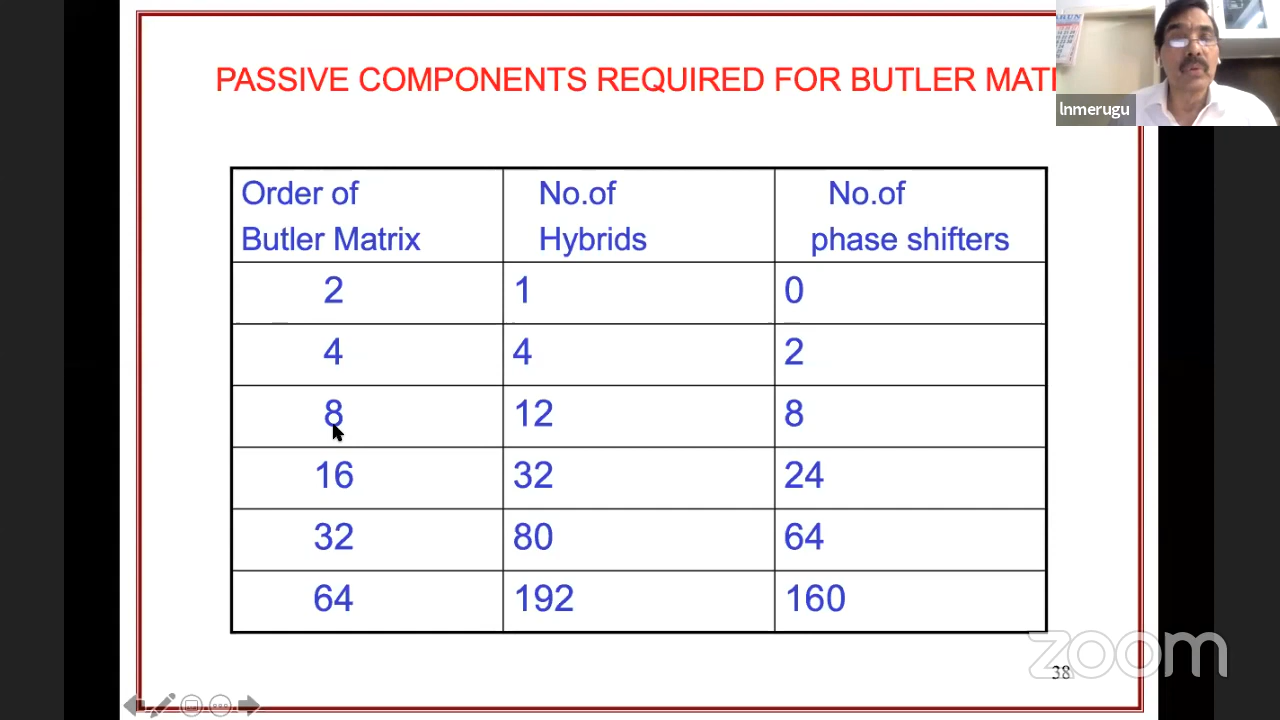 PASSIVE COMPONENTS REQUIRED FOR BUTLER MAT
lnmerugu
Order of No.of No.of
Butler Matrix Hybrids phase shifters
2 1 0
4 4 2
8 12 8
16 32 24
32 80 64
64 192 160
zoom
38